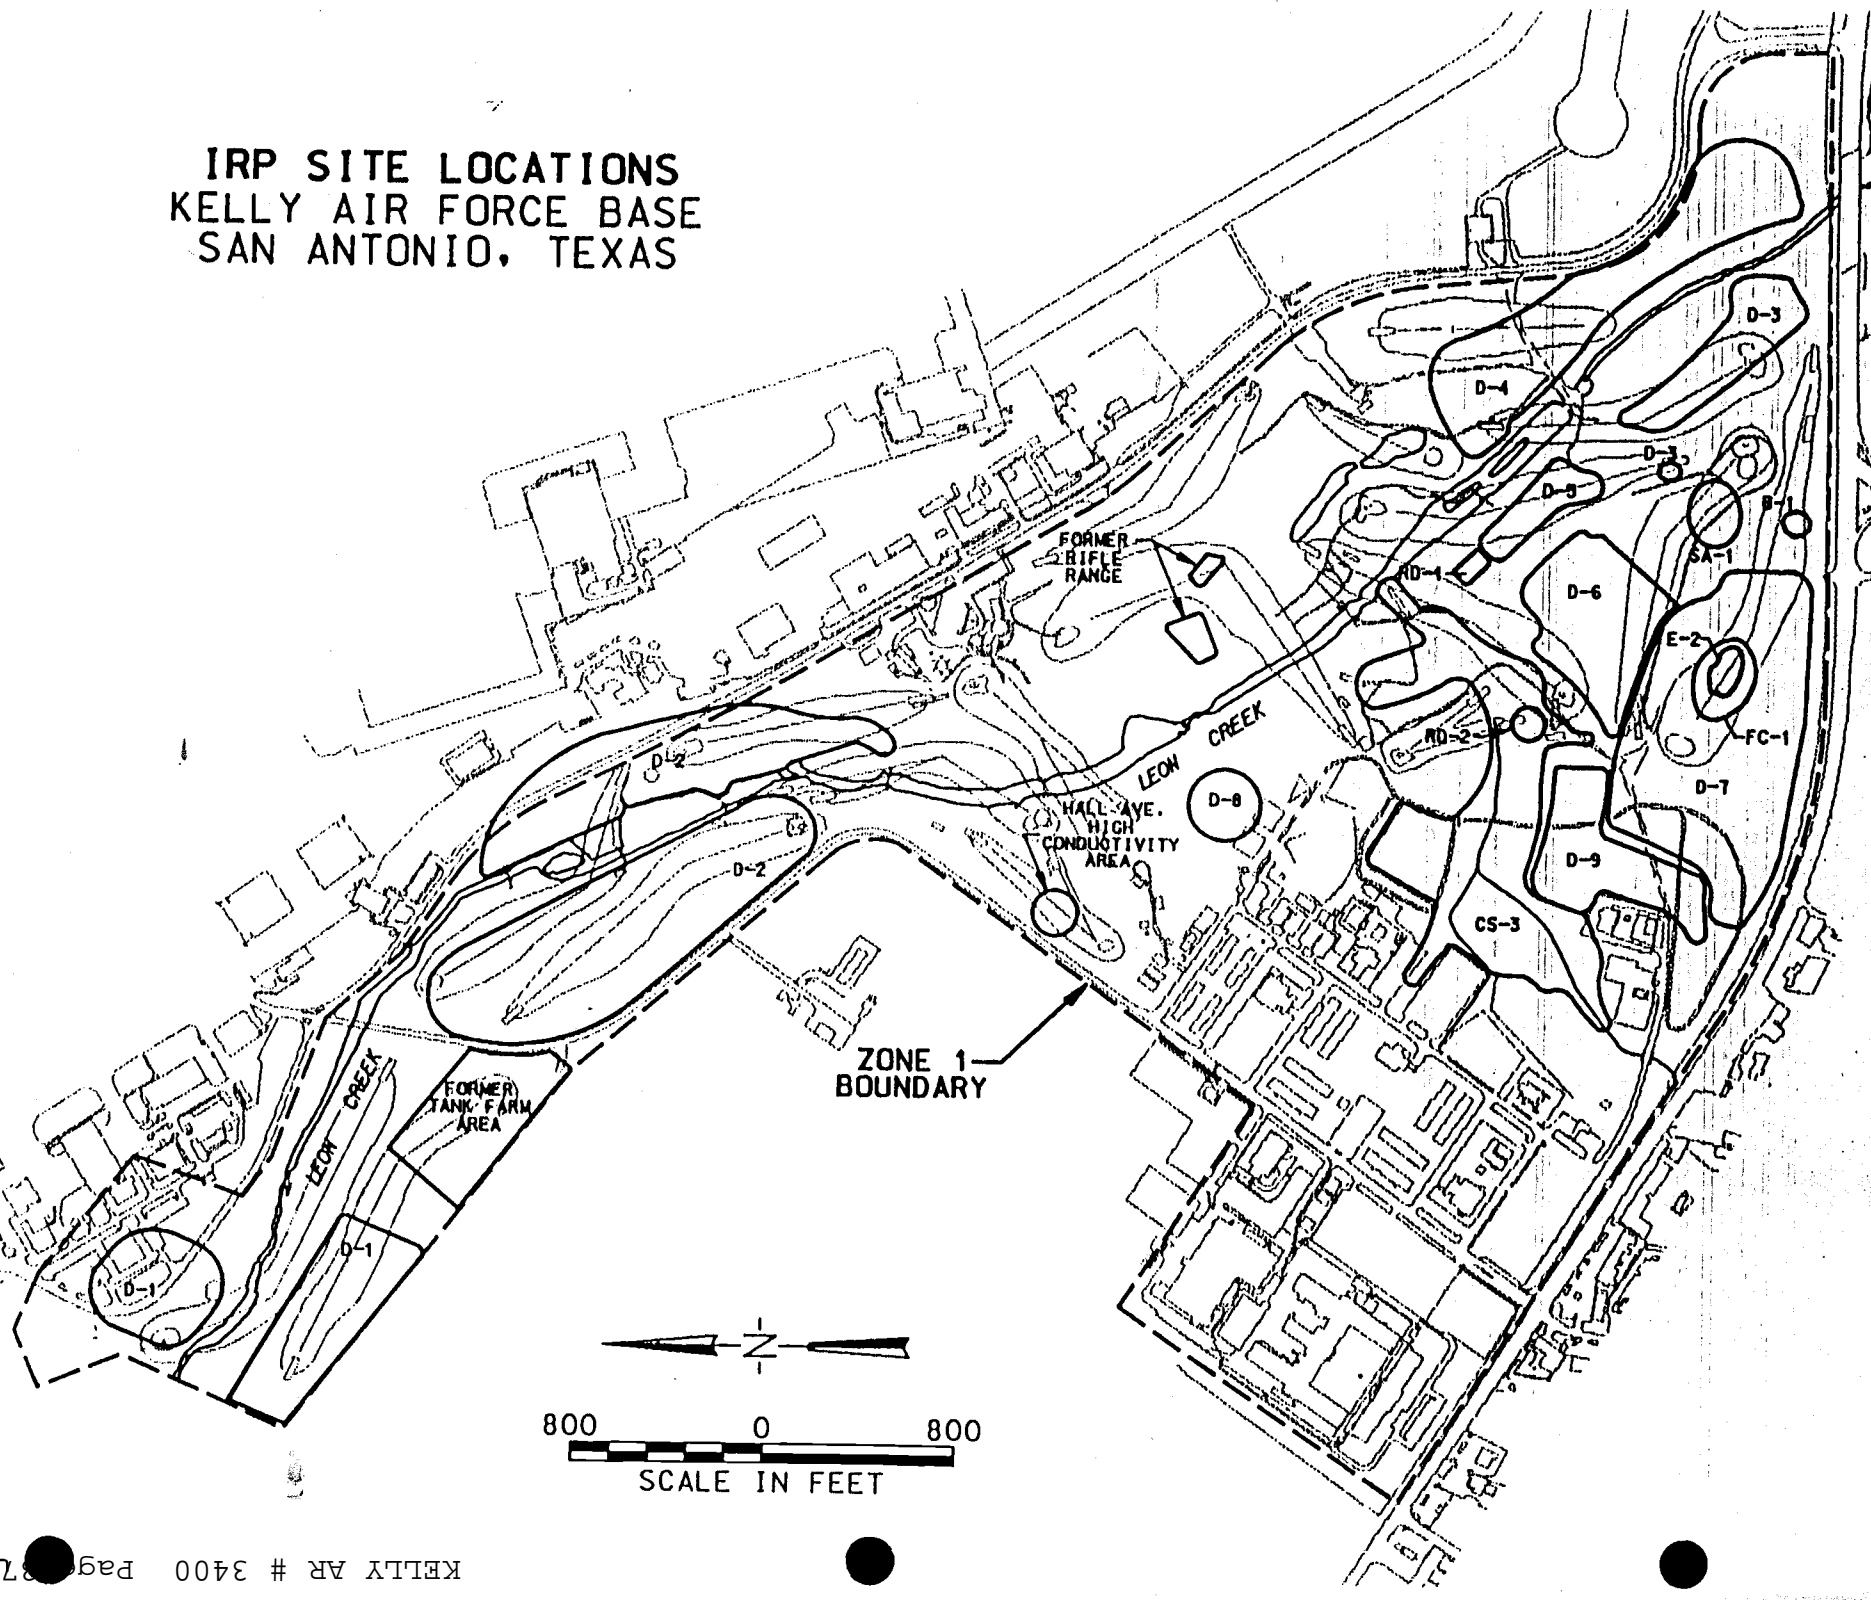 IRP SITE LOCATIONS
KELLY AIR FORCE BASE
SAN ANTONIO, TEXAS
D-3
D-4
D-3
D-5
B-1
SA-1
FORMER
RIFLE
RANGE
RD-1
D-6
E-2
FC-1
RD-2
D-7
D-2
LEON CREEK
D-8
HALL AVE.
HIGH
CONDUCTIVITY
AREA
D-9
D-2
CS-3
ZONE 1
BOUNDARY
LEON CREEK
FORMER
TANK FARM
AREA
D-1
D-1
N
800 0 800
SCALE IN FEET
KELLY AR # 3400 Page